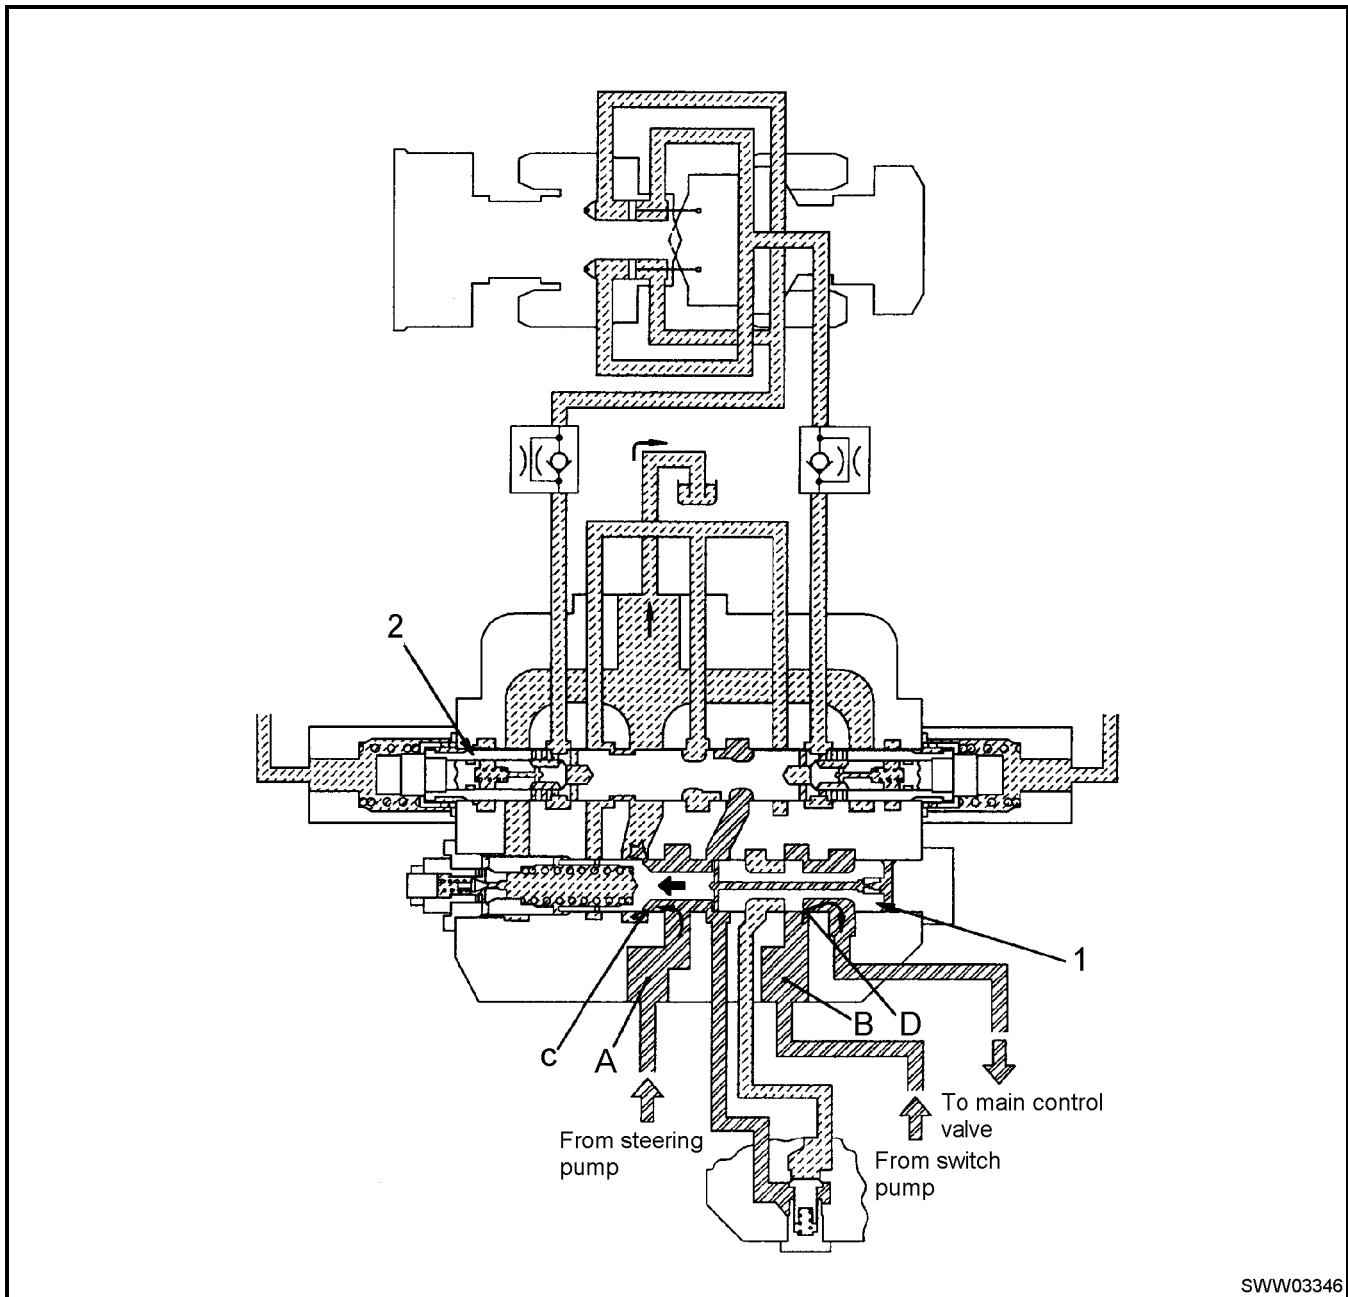 2
1
B
D
c
A
To main control
valve
From steering
pump
From switch
pump
SWW03346